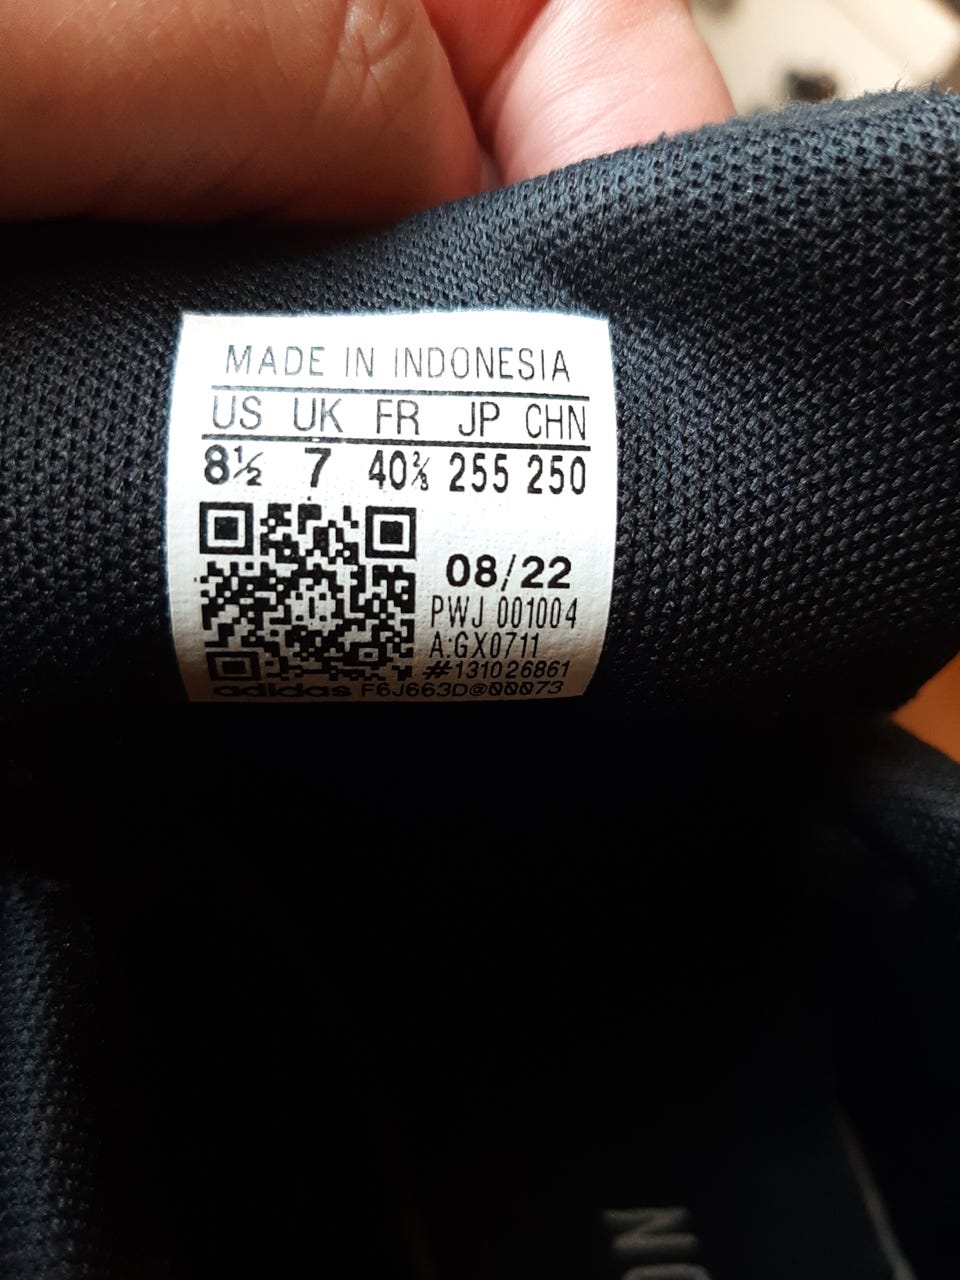 MADE IN INDONESIA
US UK FR JP CHN
8½ 7 40⅔ 255 250
08/22
PWJ 001004
A:GX0711
#131026861
adidas F6J663D@00073